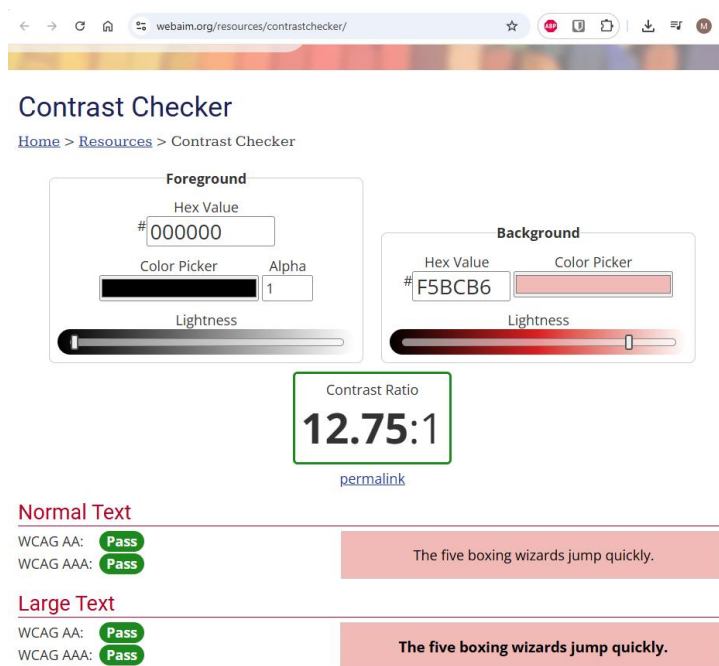 webaim.org/resources/contrastchecker/
ABP
M
Contrast Checker
Home > Resources > Contrast Checker
Foreground
Hex Value
#000000
Color Picker Alpha
1
Lightness
Background
Hex Value Color Picker
#F5BCB6
Lightness
Contrast Ratio
12.75:1
permalink
Normal Text
WCAG AA: Pass
WCAG AAA: Pass
The five boxing wizards jump quickly.
Large Text
WCAG AA: Pass
WCAG AAA: Pass
The five boxing wizards jump quickly.